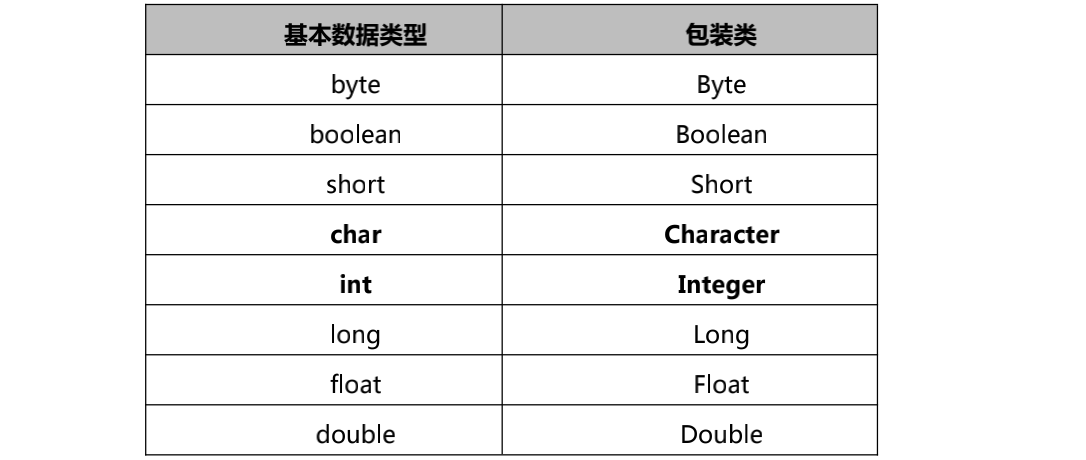 基本数据类型 包装类
byte Byte
boolean Boolean
short Short
char Character
int Integer
long Long
float Float
double Double